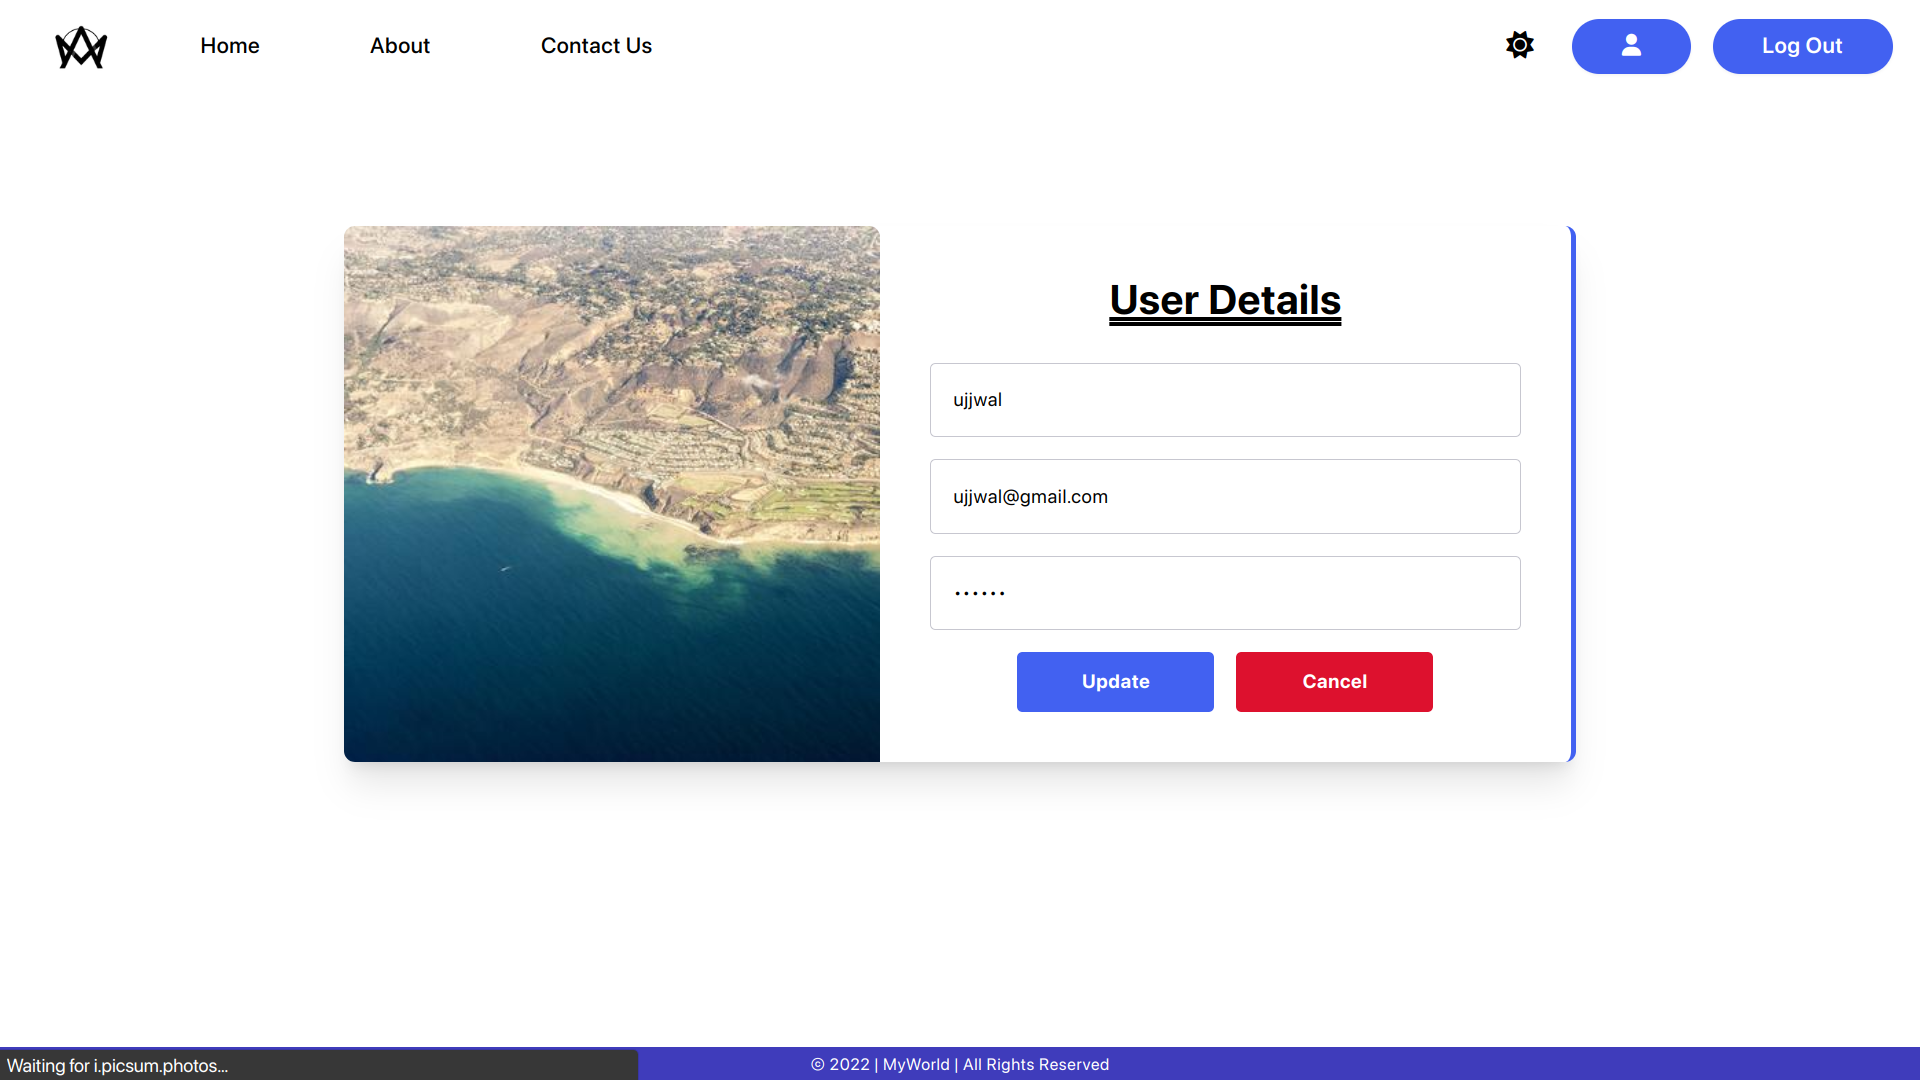 Home
About
Contact Us
Log Out
User Details
ujjwal
ujjwal@gmail.com
••••••
Update
Cancel
© 2022 | MyWorld | All Rights Reserved
Waiting for i.picsum.photos...